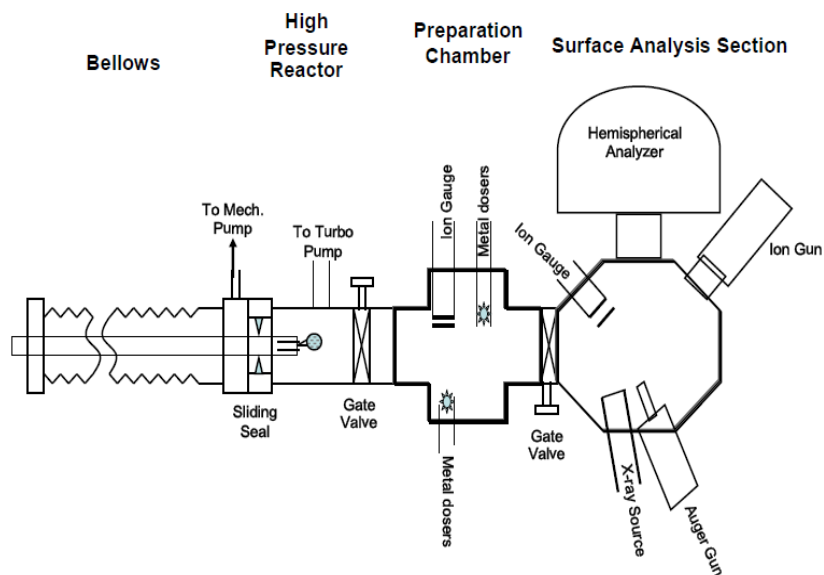 Bellows
High
Pressure
Reactor
Preparation
Chamber
Surface Analysis Section
Hemispherical
Analyzer
Ion Gun
Ion Gauge
Ion Gauge
Metal dosers
To Mech.
Pump
To Turbo
Pump
Sliding
Seal
Gate
Valve
Metal dosers
Gate
Valve
X-ray Source
Auger Gun